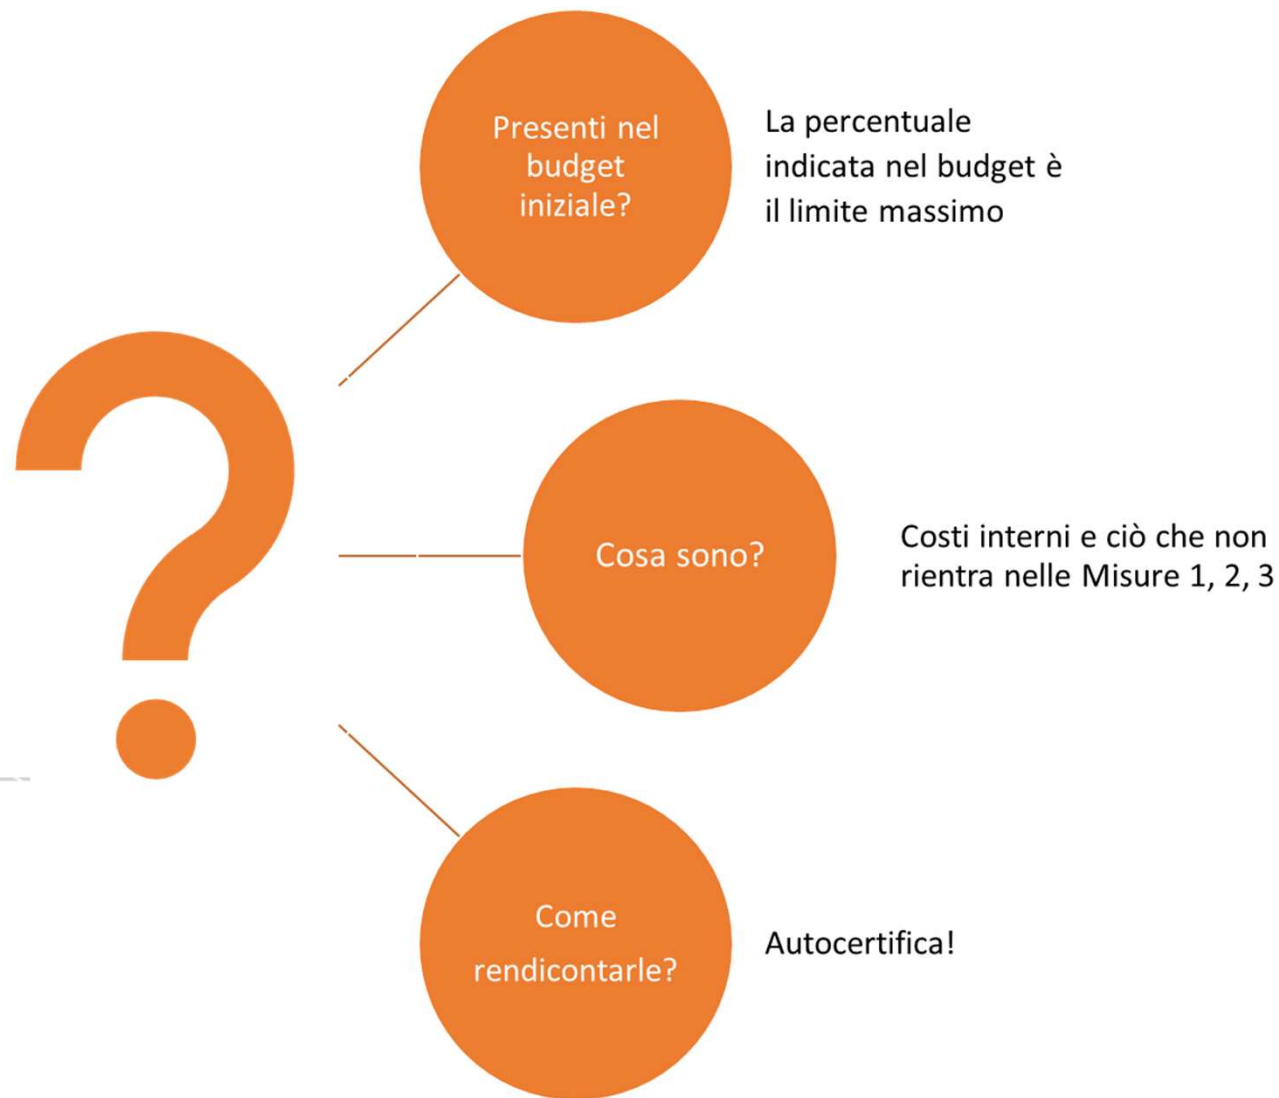 Presenti nel
budget
iniziale?
La percentuale
indicata nel budget è
il limite massimo
Cosa sono?
Costi interni e ciò che non
rientra nelle Misure 1, 2, 3
Come
rendicontarle?
Autocertifica!